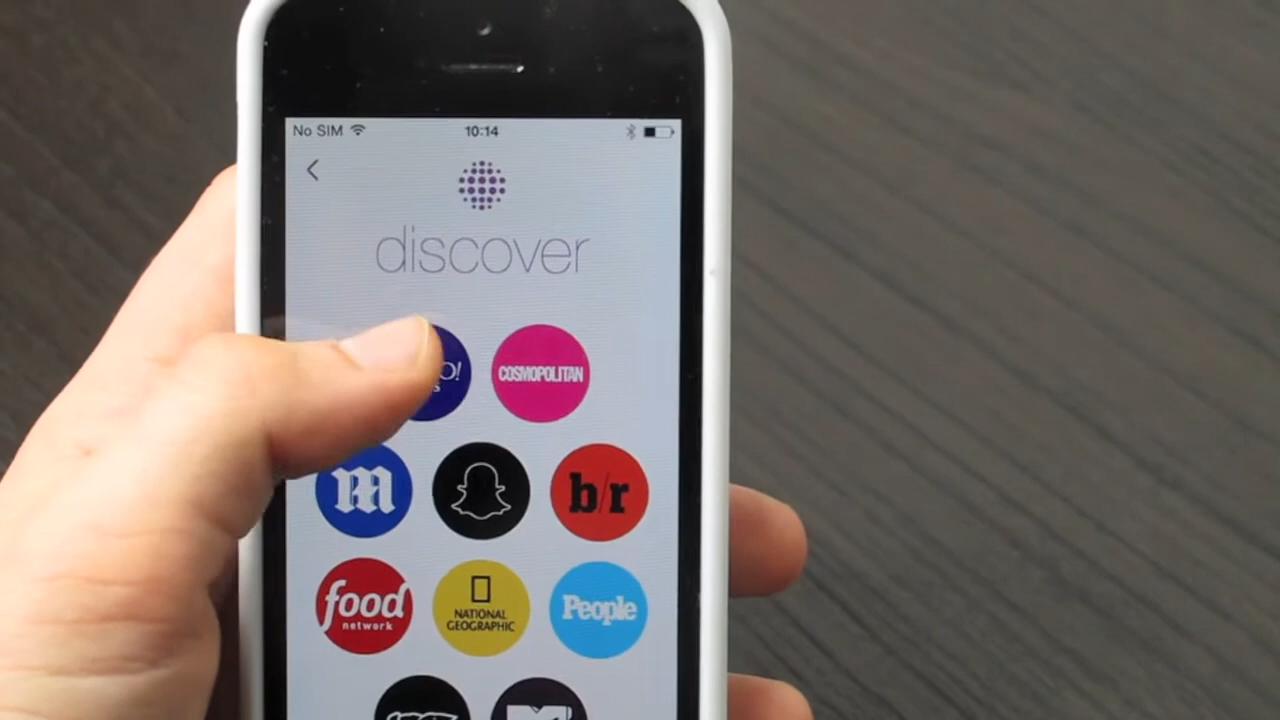 No SIM
10:14
discover
COSMOPOLITAN
m
b/r
food
network
NATIONAL
GEOGRAPHIC
People